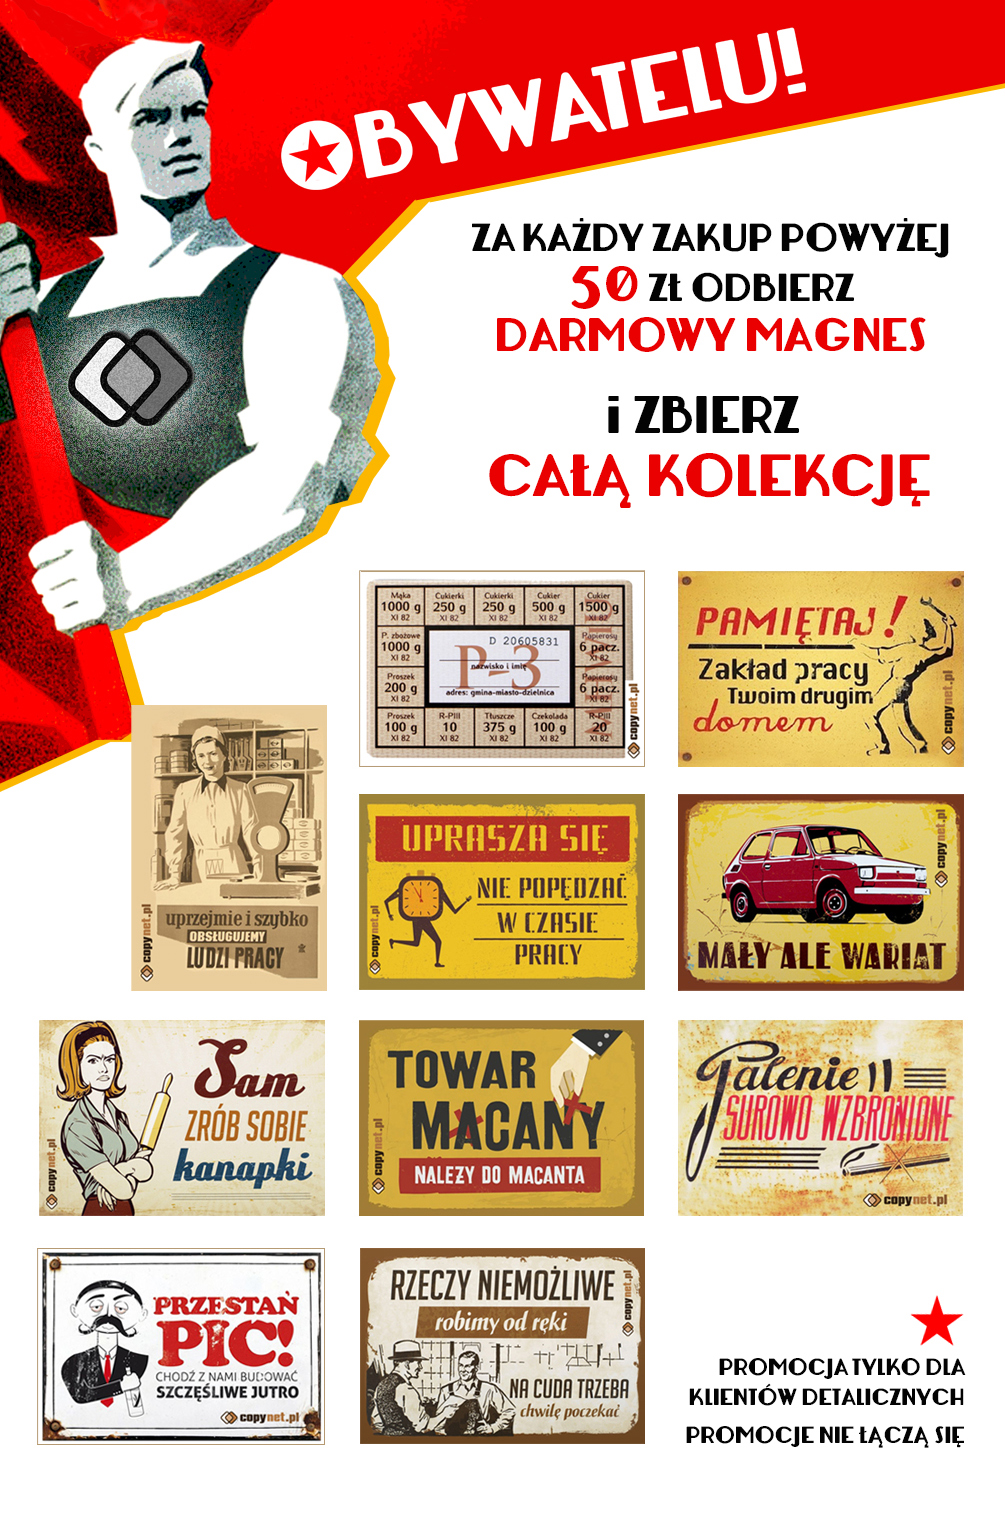 OBYWATELU!
ZA KAŻDY ZAKUP POWYŻEJ
50 ZŁ ODBIERZ
DARMOWY MAGNES
i ZBIERZ
CAŁĄ KOLEKCJĘ
Mąka 1000 g XI 82
Cukierki 250 g XI 82
Cukierki 250 g XI 82
Cukier 500 g XI 82
Cukier 1500 g XI 82
P. zbożowe 1000 g XI 82
D 20605831
P-3
nazwisko i imię
adres: gmina-miasto-dzielnica
Papierosy 6 pacz. XI 82
Proszek 200 g XI 82
Papierosy 6 pacz. XI 82
Proszek 100 g XI 82
R-PIII 10 XI 82
Tłuszcze 375 g XI 82
Czekolada 100 g XI 82
R-PIII 20 XI 82
copynet.pl
PAMIĘTAJ!
Zakład pracy
Twoim drugim
domem
copynet.pl
uprzejmie i szybko
OBSŁUGUJEMY
LUDZI PRACY
copynet.pl
UPRASZA SIĘ
NIE POPĘDZAĆ
W CZASIE
PRACY
copynet.pl
MAŁY ALE WARIAT
copynet.pl
Sam
ZRÓB SOBIE
kanapki
copynet.pl
TOWAR
MACANY
NALEŻY DO MACANTA
copynet.pl
Palenie
SUROWO WZBRONIONE
copynet.pl
PRZESTAŃ
PIĆ!
CHODŹ Z NAMI BUDOWAĆ
SZCZĘŚLIWE JUTRO
copynet.pl
RZECZY NIEMOŻLIWE
robimy od ręki
NA CUDA TRZEBA
chwilę poczekać
copynet.pl
PROMOCJA TYLKO DLA
KLIENTÓW DETALICZNYCH
PROMOCJE NIE ŁĄCZĄ SIĘ